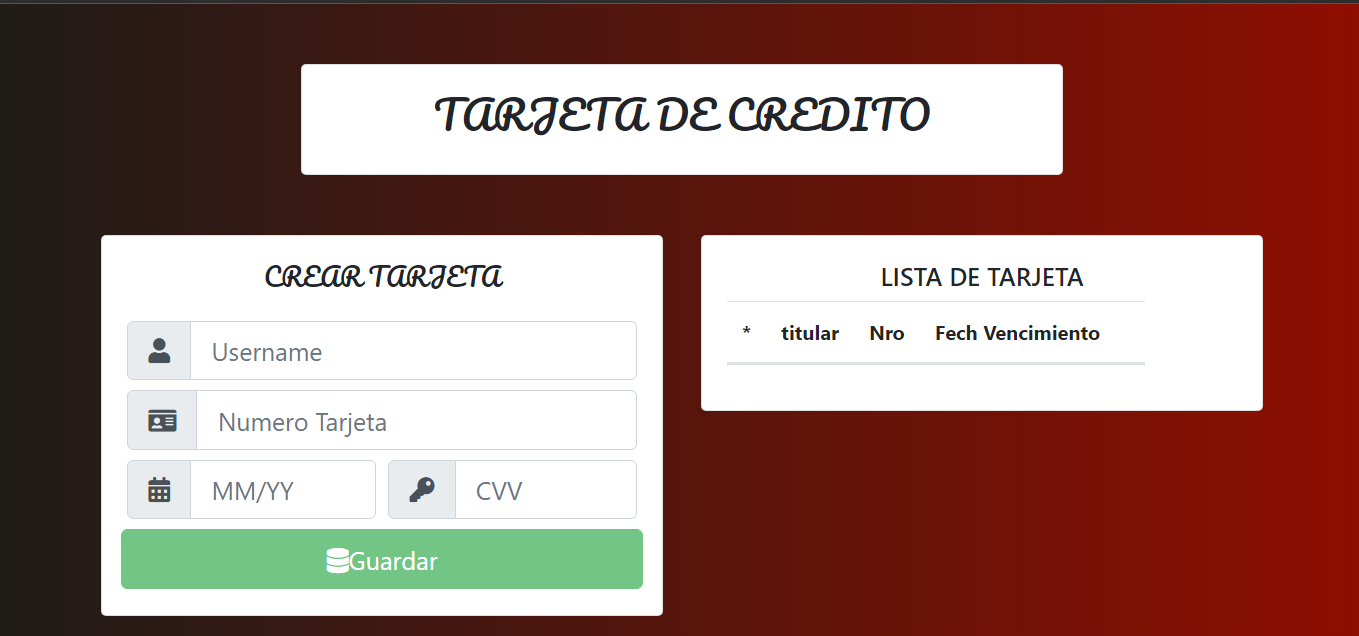 TARJETA DE CREDITO
CREAR TARJETA
Username
Numero Tarjeta
MM/YY CVV
Guardar
LISTA DE TARJETA
* titular Nro Fech Vencimiento